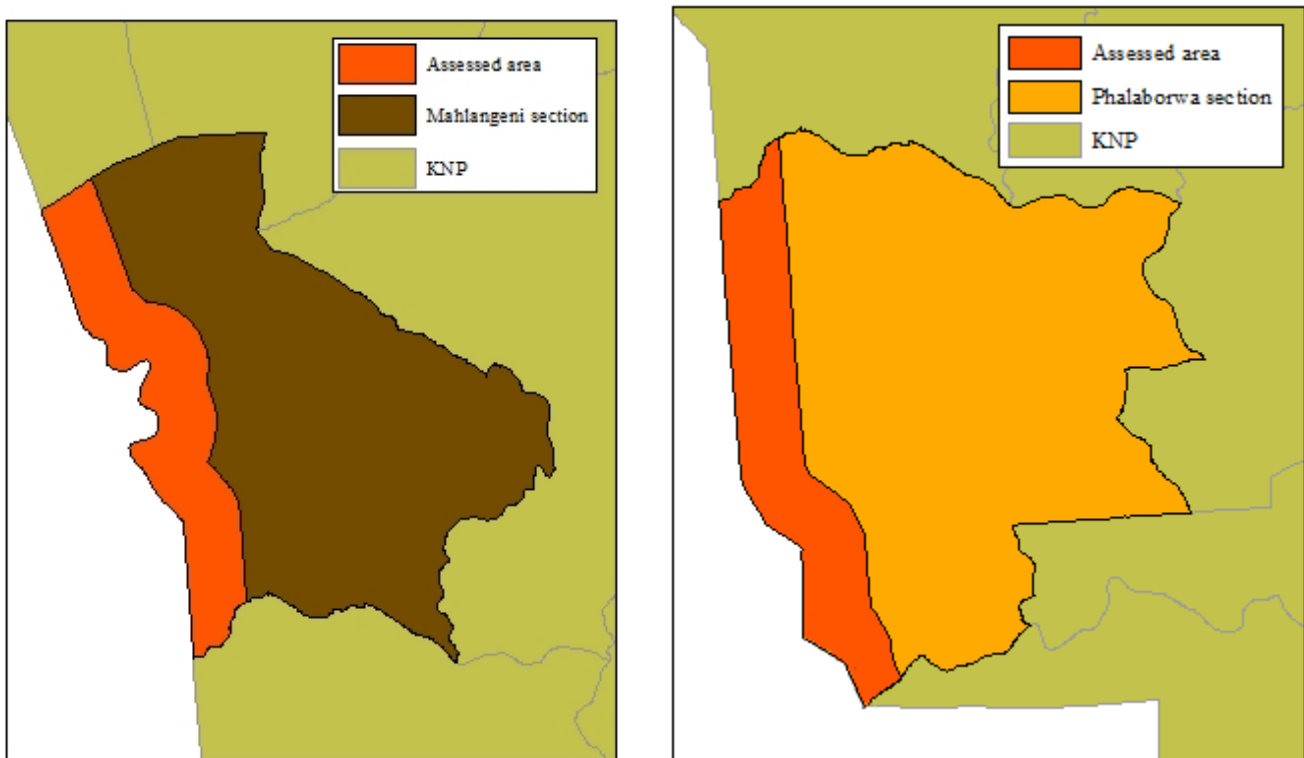 Assessed area
Mahlangeni section
KNP
Assessed area
Phalaborwa section
KNP